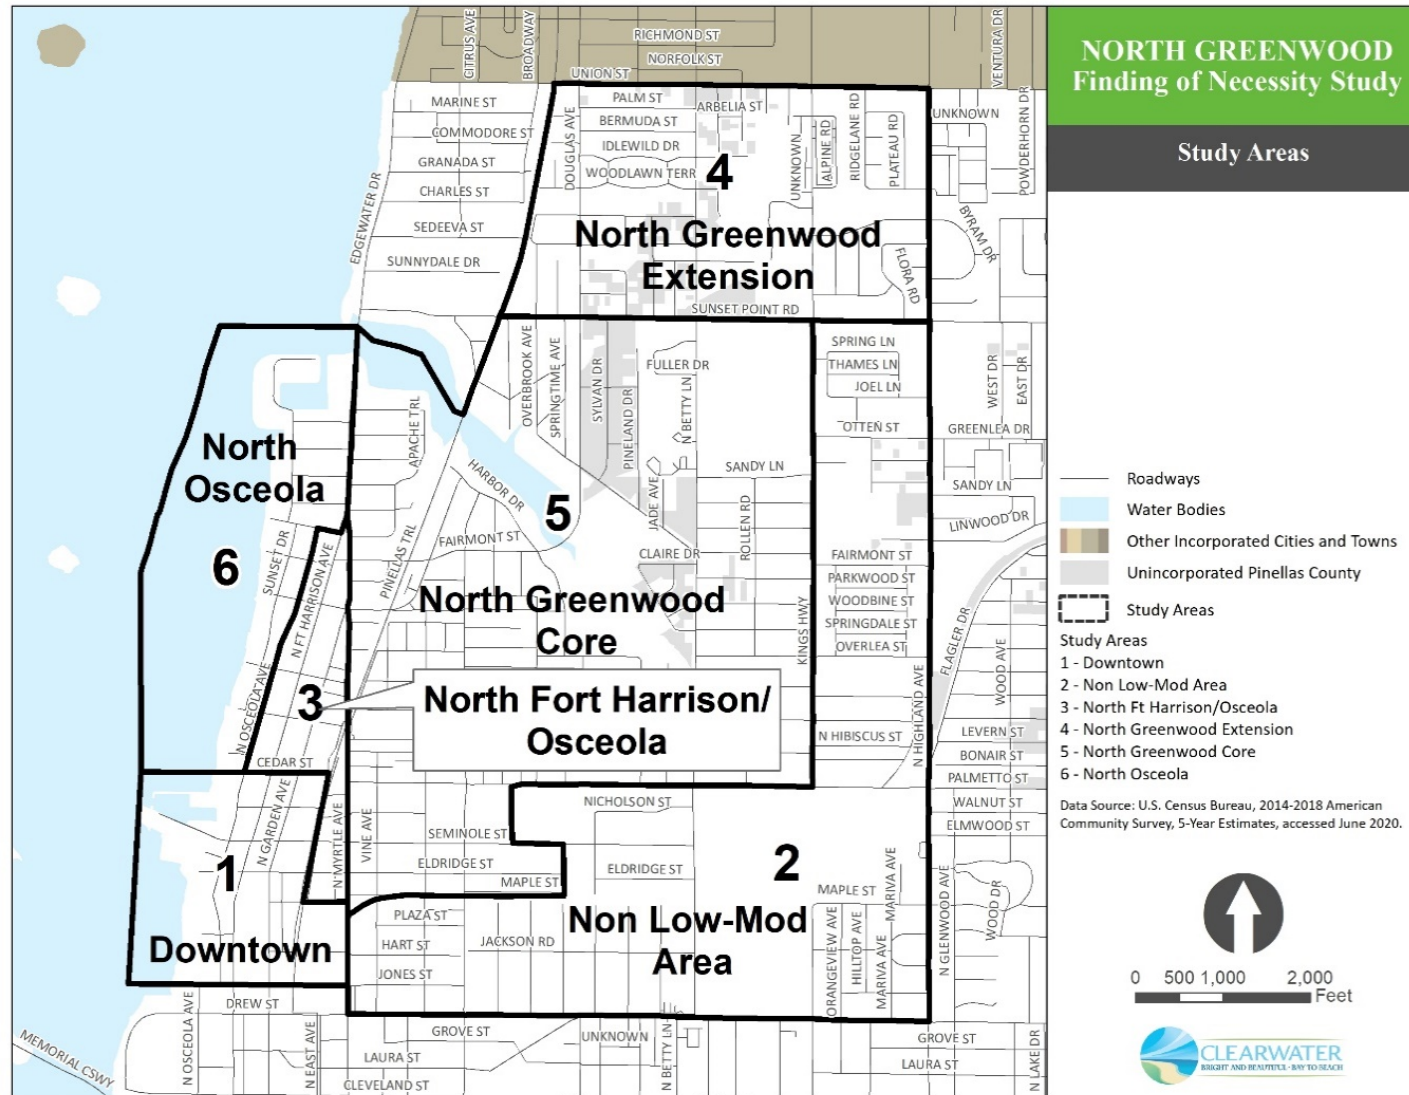 NORTH GREENWOOD
Finding of Necessity Study
Study Areas
CITRUS AVE
BROADWAY
RICHMOND ST
NORFOLK ST
UNION ST
VENTURA DR
MARINE ST
COMMODORE ST
GRANADA ST
CHARLES ST
SEDEEVA ST
SUNNYDALE DR
EDGEWATER DR
DOUGLAS AVE
PALM ST
ARBELIA ST
BERMUDA ST
IDLEWILD DR
WOODLAWN TERR
UNKNOWN
ALPINE RD
RIDGELANE RD
PLATEAU RD
UNKNOWN
POWDERHORN DR
BYRAM DR
FLORA RD
4
North Greenwood
Extension
SUNSET POINT RD
OVERBROOK AVE
SPRINGTIME AVE
SYLVAN DR
PINELAND DR
FULLER DR
N BETTY LN
SPRING LN
THAMES LN
JOEL LN
WEST DR
EAST DR
OTTEN ST
GREENLEA DR
APACHE TRL
North
Osceola
HARBOR DR
SANDY LN
SANDY LN
JADE AVE
ROLLEN RD
LINWOOD DR
5
PINELLAS TRL
FAIRMONT ST
CLAIRE DR
FAIRMONT ST
SUNSET DR
N FT HARRISON AVE
6
PARKWOOD ST
WOODBINE ST
SPRINGDALE ST
OVERLEA ST
KINGS HWY
FLAGLER DR
WOOD AVE
North Greenwood
Core
3
North Fort Harrison/
Osceola
N OSCEOLA AVE
CEDAR ST
N HIBISCUS ST
N HIGHLAND AVE
LEVERN ST
BONAIR ST
PALMETTO ST
WALNUT ST
ELMWOOD ST
N GARDEN AVE
N MYRTLE AVE
VINE AVE
NICHOLSON ST
SEMINOLE ST
ELDRIDGE ST
ELDRIDGE ST
MAPLE ST
MAPLE ST
1
2
MARIVA AVE
N GLENWOOD AVE
WOOD DR
PLAZA ST
HART ST
JACKSON RD
JONES ST
Non Low-Mod
Area
ORANGEVIEW AVE
HILLTOP AVE
MARIVA AVE
Downtown
DREW ST
N OSCEOLA AVE
N EAST AVE
GROVE ST
UNKNOWN
N BETTY LN
GROVE ST
LAURA ST
LAURA ST
N LAKE DR
CLEVELAND ST
MEMORIAL CSWY
Roadways
Water Bodies
Other Incorporated Cities and Towns
Unincorporated Pinellas County
Study Areas
Study Areas
1 - Downtown
2 - Non Low-Mod Area
3 - North Ft Harrison/Osceola
4 - North Greenwood Extension
5 - North Greenwood Core
6 - North Osceola
Data Source: U.S. Census Bureau, 2014-2018 American
Community Survey, 5-Year Estimates, accessed June 2020.
0 500 1,000 2,000
Feet
CLEARWATER
BRIGHT AND BEAUTIFUL - BAY TO BEACH